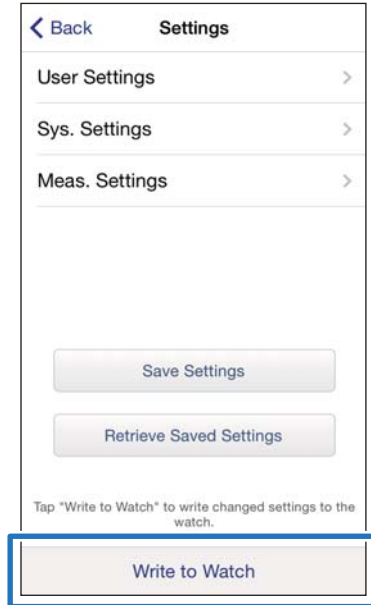 Back Settings
User Settings
Sys. Settings
Meas. Settings
Save Settings
Retrieve Saved Settings
Tap "Write to Watch" to write changed settings to the
watch.
Write to Watch